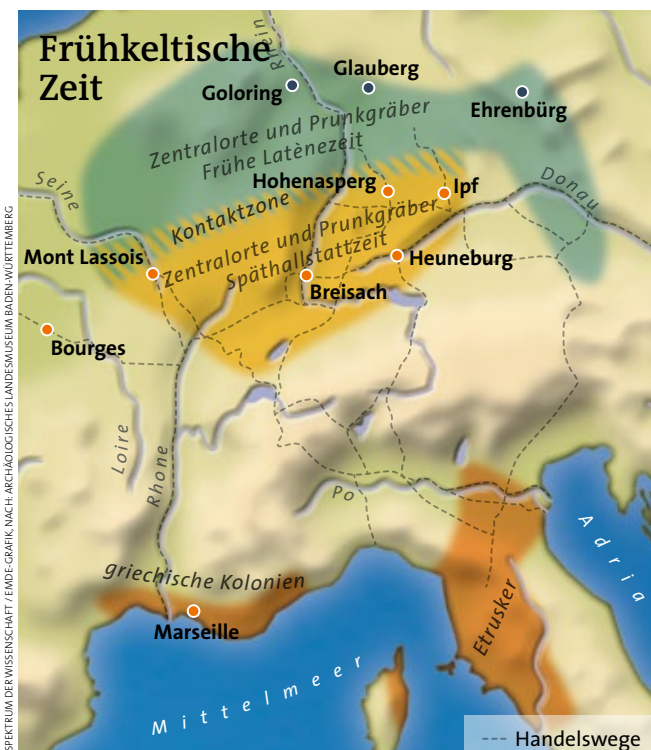 Frühkeltische
Zeit
Rhein
Goloring
Glauberg
Ehrenbürg
Zentralorte und Prunkgräber
Frühe Latènezeit
Seine
Hohenasperg
Ipf
Donau
Kontaktzone
Zentralorte und Prunkgräber
Späthallstattzeit
Mont Lassois
Heuneburg
Breisach
Bourges
Loire
Rhone
Po
Adria
griechische Kolonien
Marseille
Etrusker
Mittelmeer
Handelswege
SPEKTRUM DER WISSENSCHAFT / EMDE-GRAFIK, NACH: ARCHÄOLOGISCHES LANDESMUSEUM BADEN-WÜRTTEMBERG